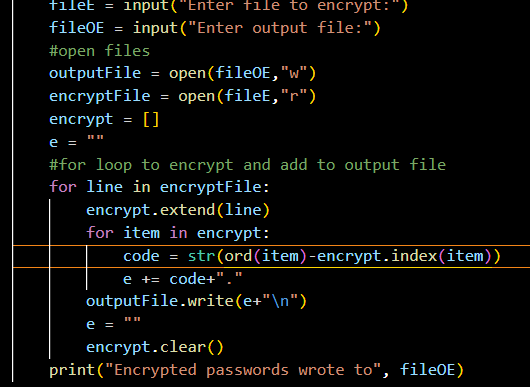 fileE = input("Enter file to encrypt:")
fileOE = input("Enter output file:")
#open files
outputFile = open(fileOE,"w")
encryptFile = open(fileE,"r")
encrypt = []
e = ""
#for loop to encrypt and add to output file
for line in encryptFile:
encrypt.extend(line)
for item in encrypt:
code = str(ord(item)-encrypt.index(item))
e += code+"."
outputFile.write(e+"\n")
e = ""
encrypt.clear()
print("Encrypted passwords wrote to", fileOE)